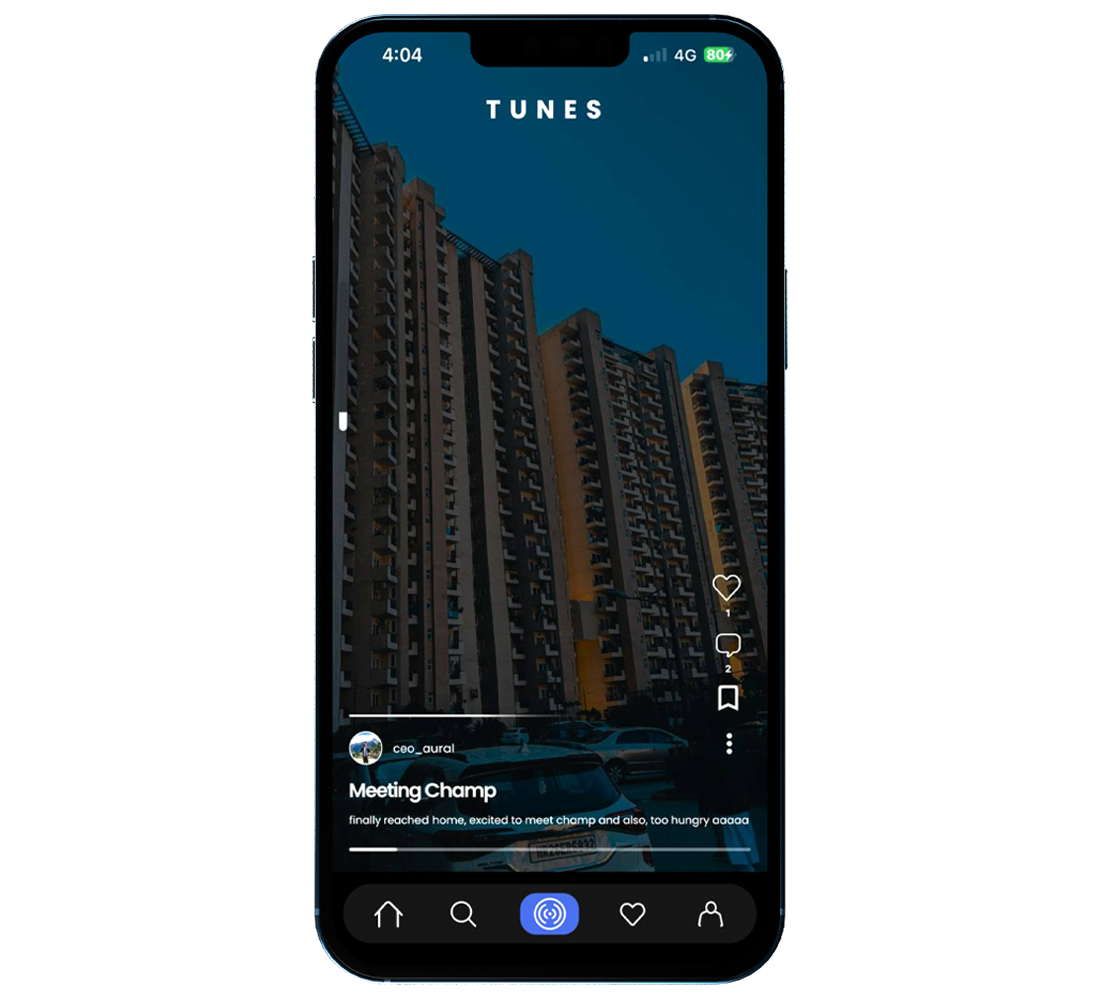 4:04
4G
80
TUNES
1
2
ceo_aural
Meeting Champ
finally reached home, excited to meet champ and also, too hungry aaaaa